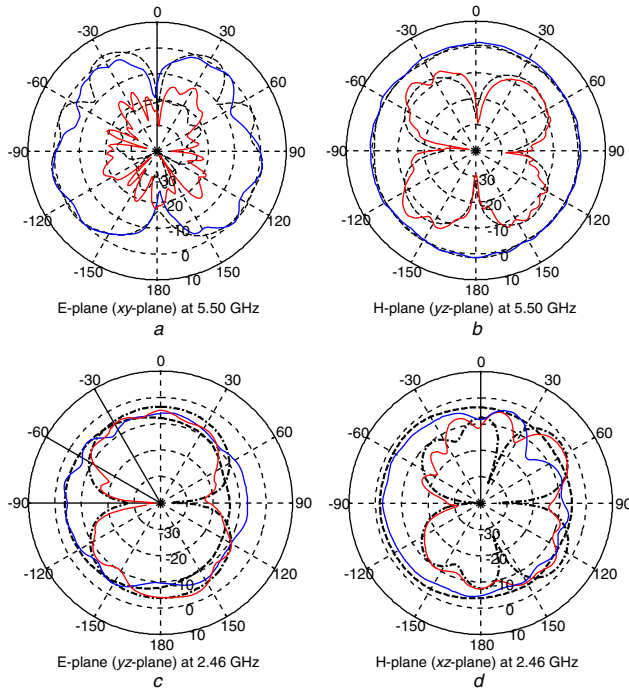 0 0
-30 30 -30 30
-60 60 -60 60
-90 90 -90 90
-30 -30
-20 -20
-120 10 120 -120 10 120
0 0
-150 10 150 -150 10 150
180 180
E-plane (xy-plane) at 5.50 GHz H-plane (yz-plane) at 5.50 GHz
a b
0 0
-30 30 -30 30
-60 60 -60 60
-90 90 -90 90
-30 -30
-20 -20
-120 -10 120 -120 -10 120
0 0
-150 10 150 -150 10 150
180 180
E-plane (yz-plane) at 2.46 GHz H-plane (xz-plane) at 2.46 GHz
c d